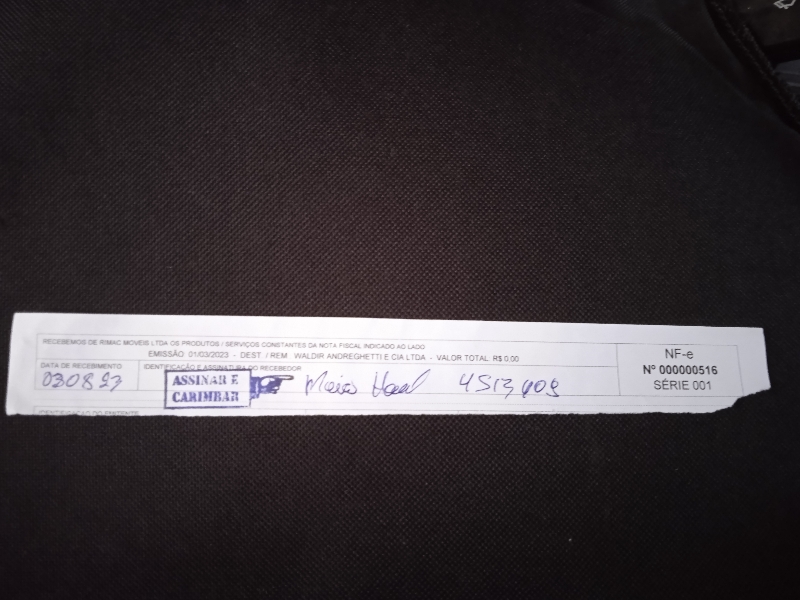 RECEBEMOS DE RIMAC MOVEIS LTDA OS PRODUTOS / SERVIÇOS CONSTANTES DA NOTA FISCAL INDICADO AO LADO
EMISSÃO 01/03/2023 - DEST. / REM WALDIR ANDREGHETTI E CIA LTDA - VALOR TOTAL R$ 0,00
DATA DE RECEBIMENTO
IDENTIFICAÇÃO E ASSINATURA DO RECEBEDOR
030823
ASSINAR E
CARIMBAR
NF-e
Nº 000000516
SÉRIE 001